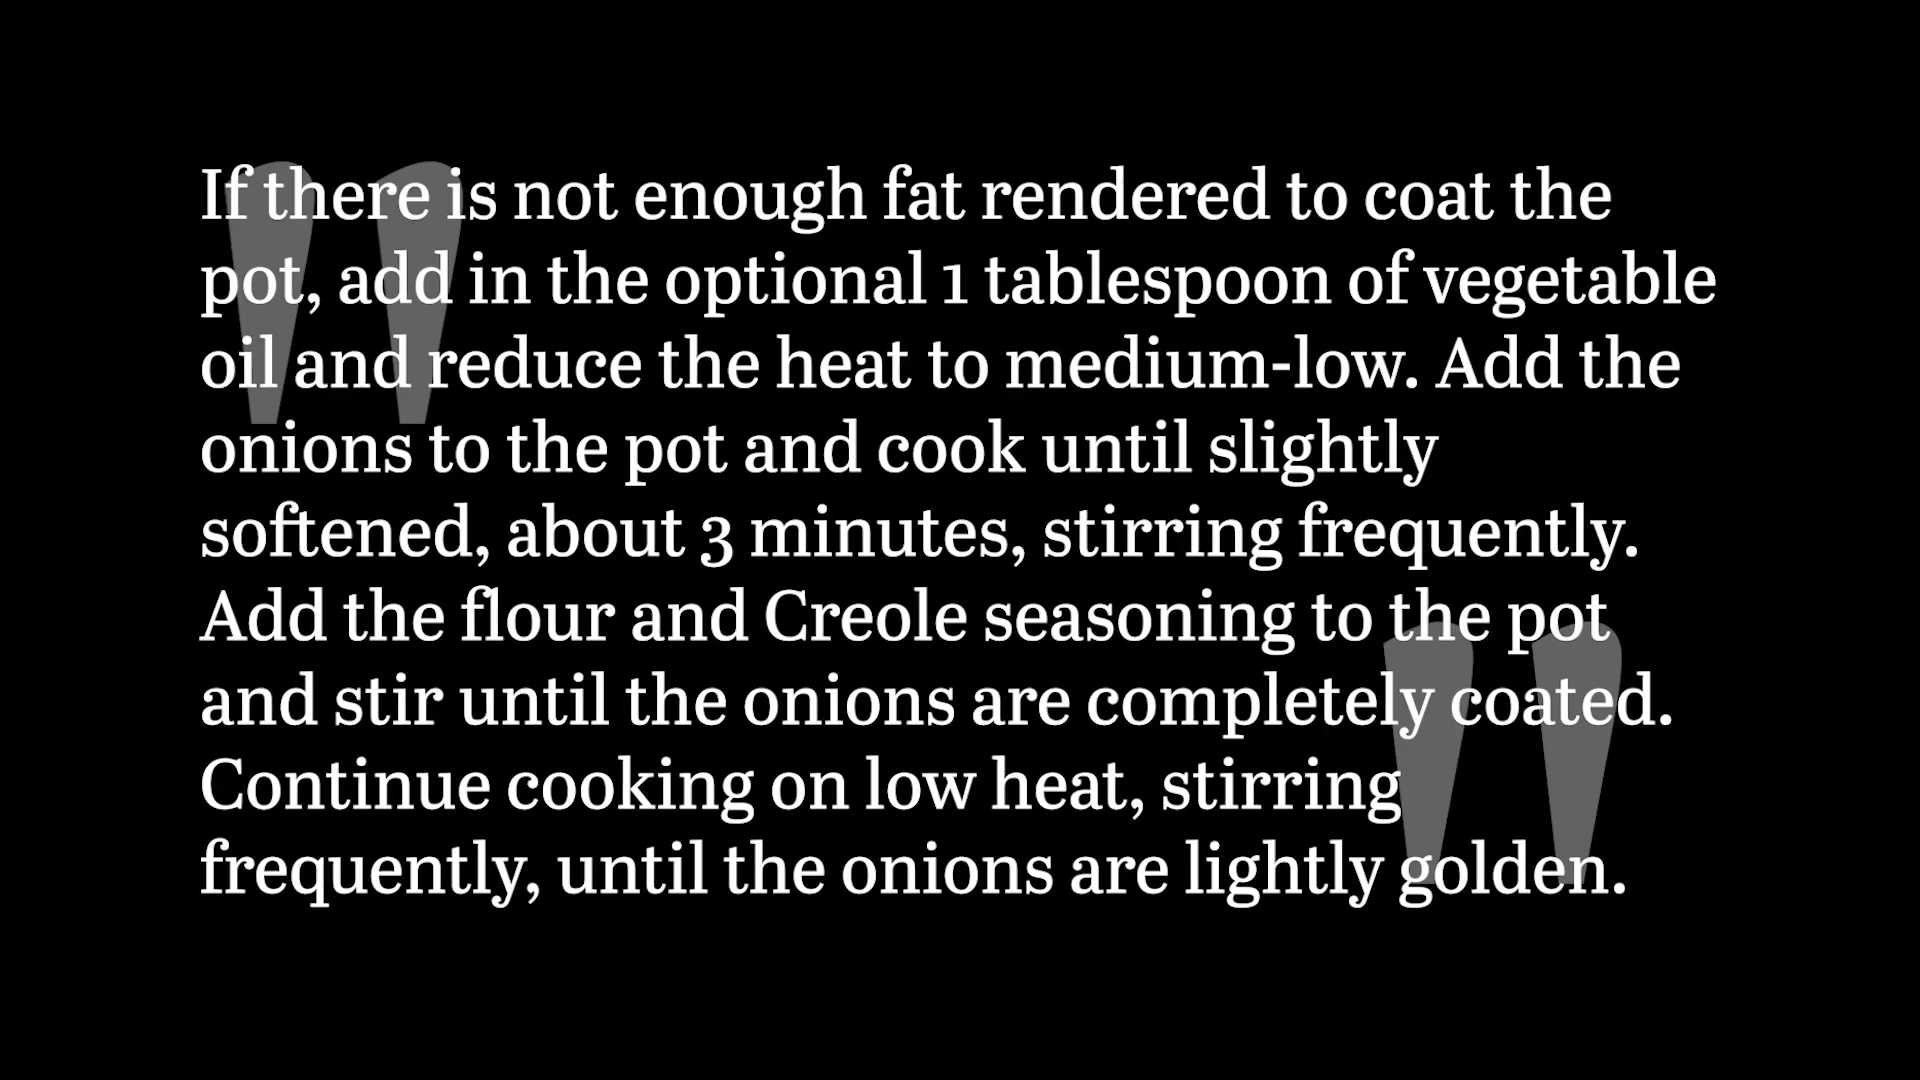 If there is not enough fat rendered to coat the
pot, add in the optional 1 tablespoon of vegetable
oil and reduce the heat to medium-low. Add the
onions to the pot and cook until slightly
softened, about 3 minutes, stirring frequently.
Add the flour and Creole seasoning to the pot
and stir until the onions are completely coated.
Continue cooking on low heat, stirring
frequently, until the onions are lightly golden.